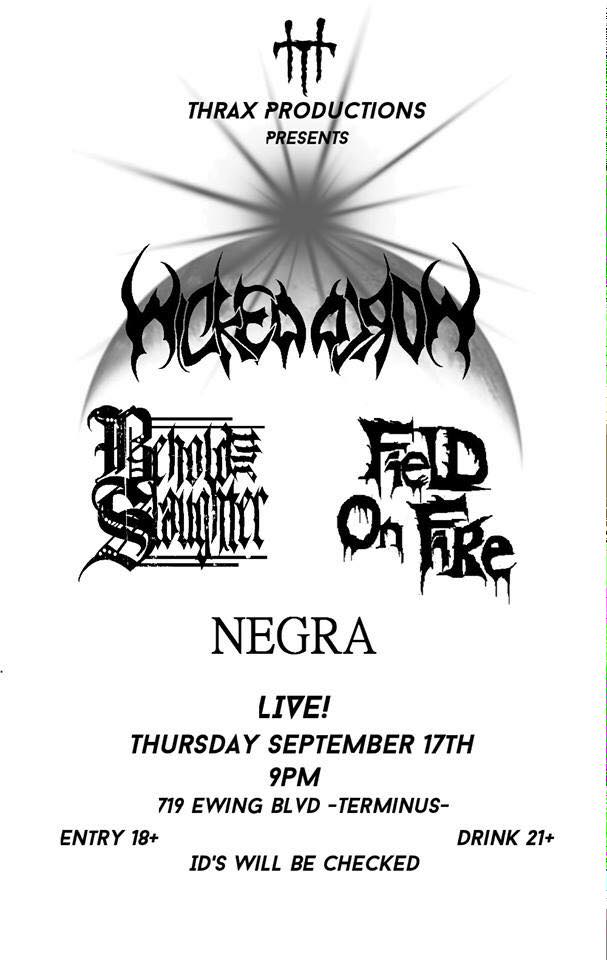 THRAX PRODUCTIONS
PRESENTS
WICKED
Behold the
Slaughter
FieLD
On FiRe
NEGRA
LIVE!
THURSDAY SEPTEMBER 17TH
9PM
719 EWING BLVD -TERMINUS-
ENTRY 18+ DRINK 21+
ID'S WILL BE CHECKED